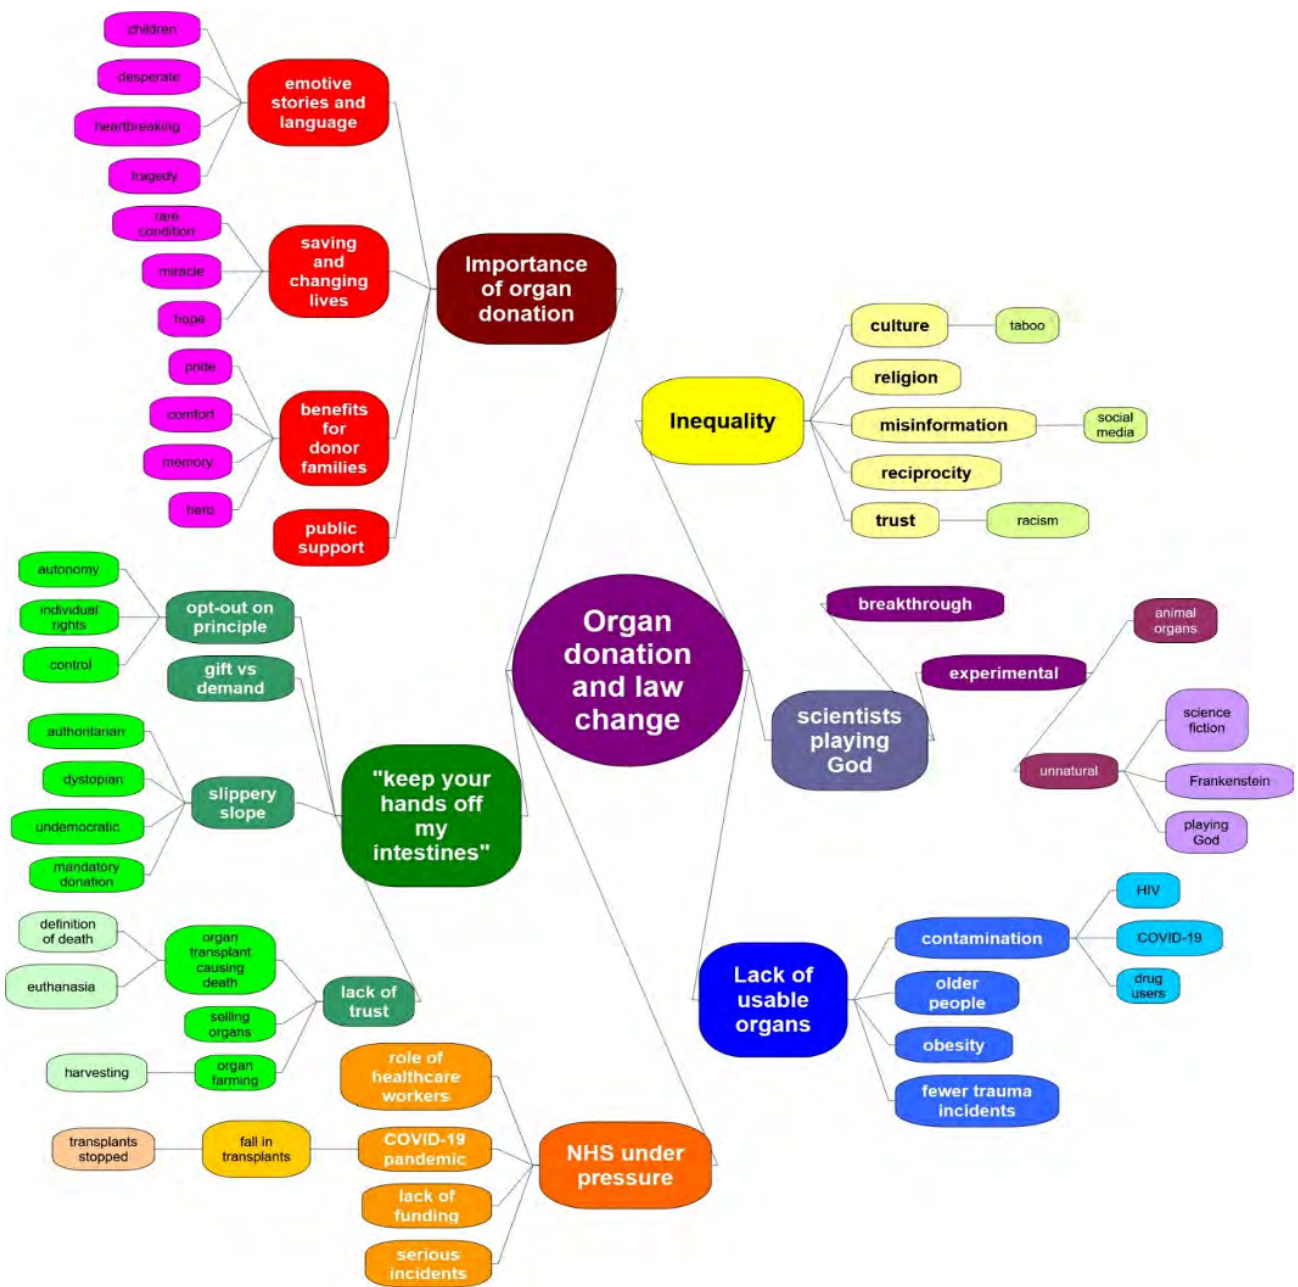 children
desperate
heartbreaking
tragedy
emotive
stories and
language
rare
condition
miracle
hope
saving
and
changing
lives
pride
comfort
memory
hero
benefits
for
donor
families
public
support
Importance
of organ
donation
Inequality
culture
taboo
religion
misinformation
social
media
reciprocity
trust
racism
Organ
donation
and law
change
autonomy
individual
rights
control
opt-out on
principle
gift vs
demand
authoritarian
dystopian
undemocratic
mandatory
donation
slippery
slope
"keep your
hands off
my
intestines"
definition
of death
euthanasia
organ
transplant
causing
death
selling
organs
harvesting
organ
farming
lack of
trust
scientists
playing
God
breakthrough
experimental
animal
organs
unnatural
science
fiction
Frankenstein
playing
God
Lack of
usable
organs
contamination
HIV
COVID-19
drug
users
older
people
obesity
fewer trauma
incidents
NHS under
pressure
role of
healthcare
workers
COVID-19
pandemic
fall in
transplants
transplants
stopped
lack of
funding
serious
incidents